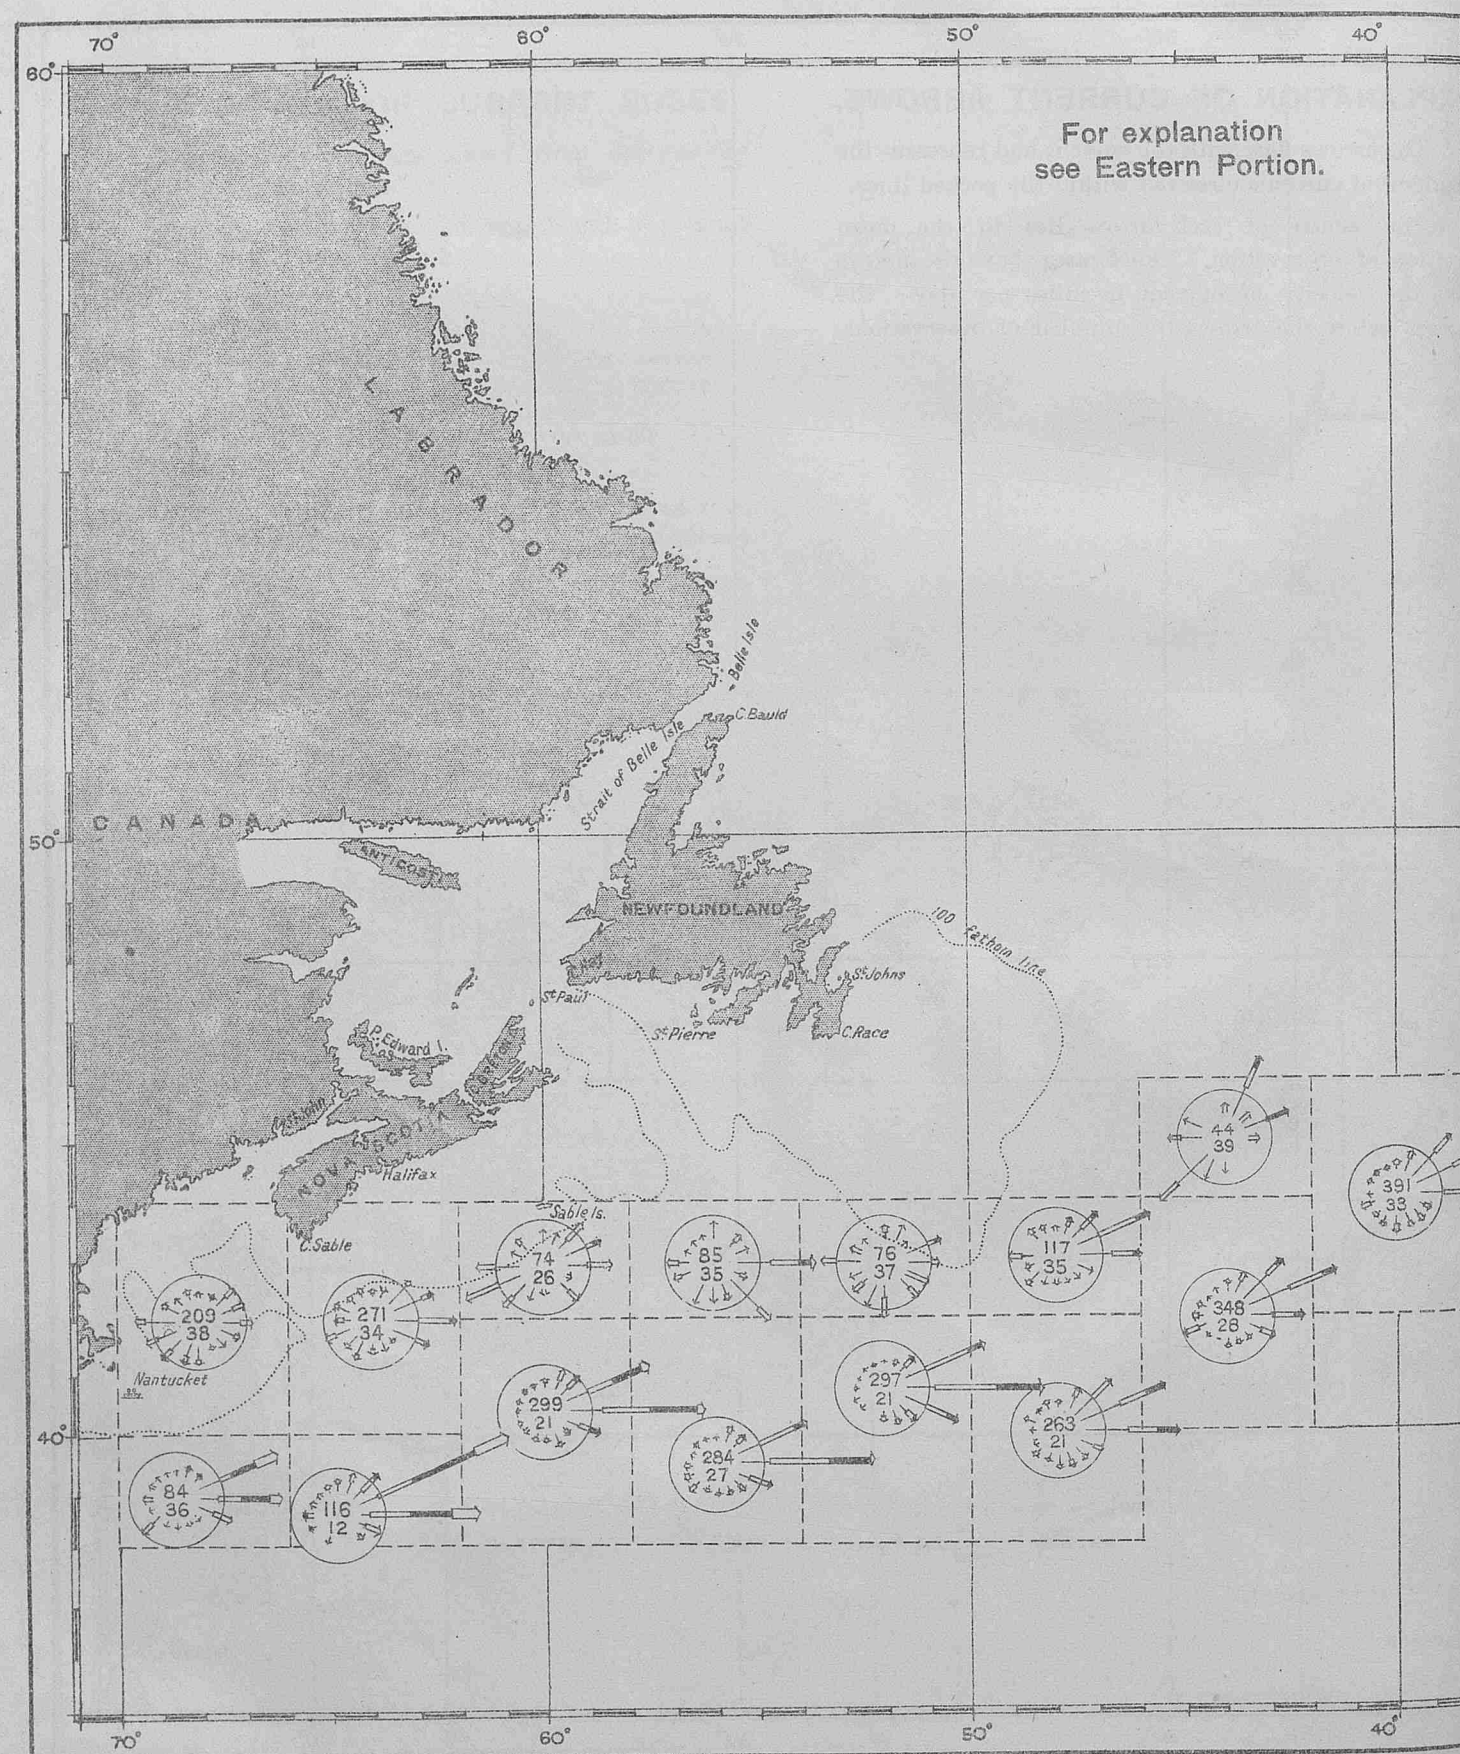 70°
60°
50°
40°
60°
For explanation
see Eastern Portion.
LABRADOR
Belle Isle
C. Bauld
Strait of Belle Isle
CANADA
50°
ANTICOSTI
NEWFOUNDLAND
100 fathom line
C. Ray
St Johns
St Paul
St Pierre
C. Race
P. Edward I.
C. BRETON
St John
NOVA SCOTIA
Halifax
44
39
391
33
Sable Is.
C. Sable
74
26
85
35
76
37
117
35
209
38
271
34
348
28
Nantucket
299
21
297
21
263
21
40°
284
27
84
36
116
12
70°
60°
50°
40°